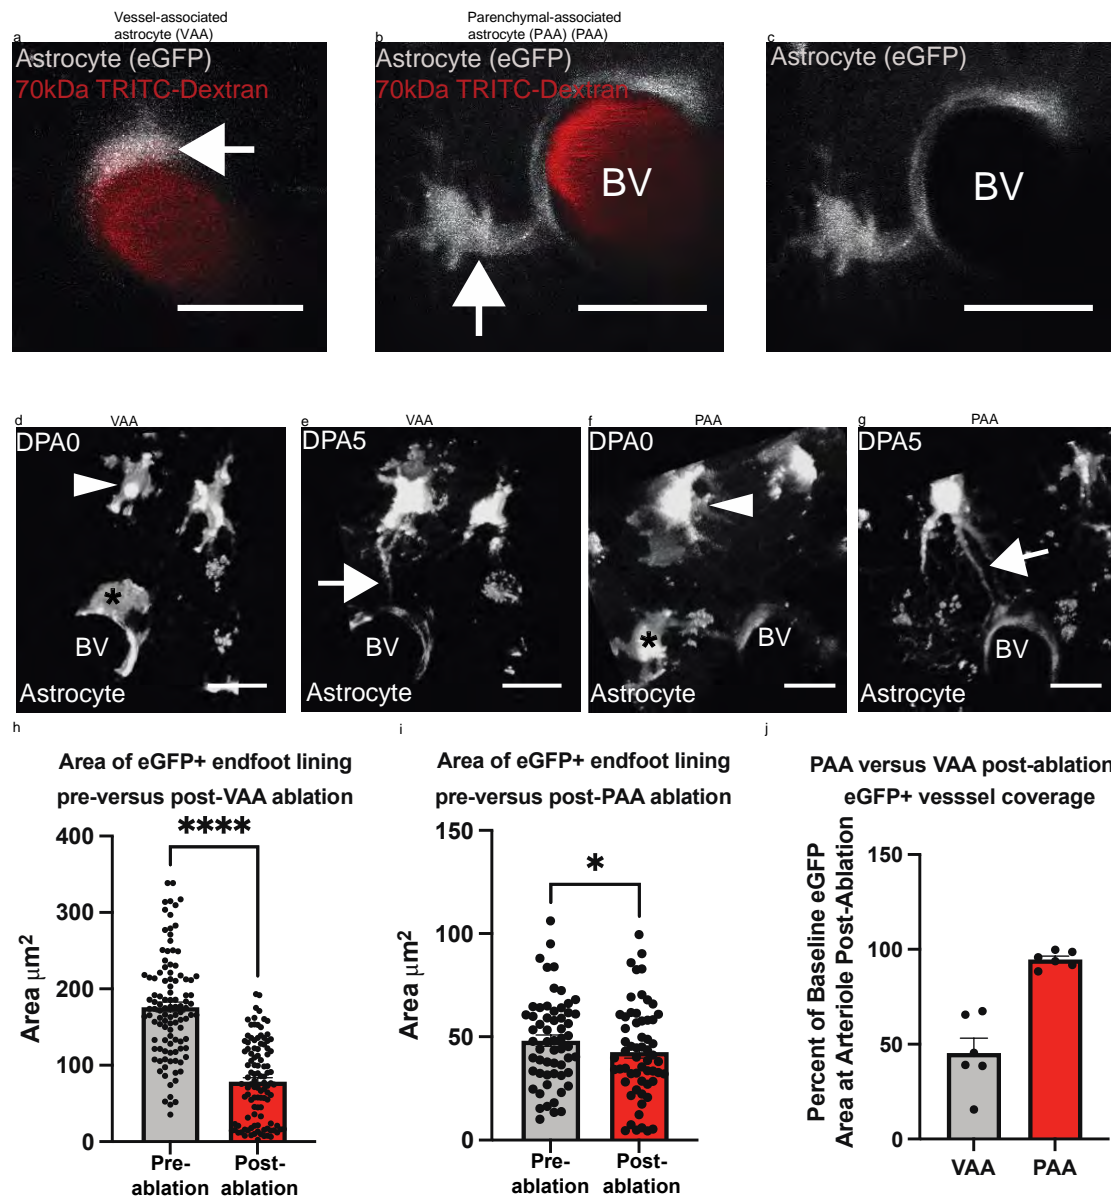 a
Vessel-associated
astrocyte (VAA)
Astrocyte (eGFP)
70kDa TRITC-Dextran
b
Parenchymal-associated
astrocyte (PAA) (PAA)
Astrocyte (eGFP)
70kDa TRITC-Dextran
BV
c
Astrocyte (eGFP)
BV
d
VAA
DPA0
*
BV
Astrocyte
e
VAA
DPA5
BV
Astrocyte
f
PAA
DPA0
*
BV
Astrocyte
g
PAA
DPA5
BV
Astrocyte
h
Area of eGFP+ endfoot lining
pre-versus post-VAA ablation
****
400
300
200
100
0
Area μm²
Pre-
ablation
Post-
ablation
i
Area of eGFP+ endfoot lining
pre-versus post-PAA ablation
*
150
100
50
0
Area μm²
Pre-
ablation
Post-
ablation
j
PAA versus VAA post-ablation
eGFP+ vesssel coverage
Percent of Baseline eGFP
Area at Arteriole Post-Ablation
150
100
50
0
VAA
PAA